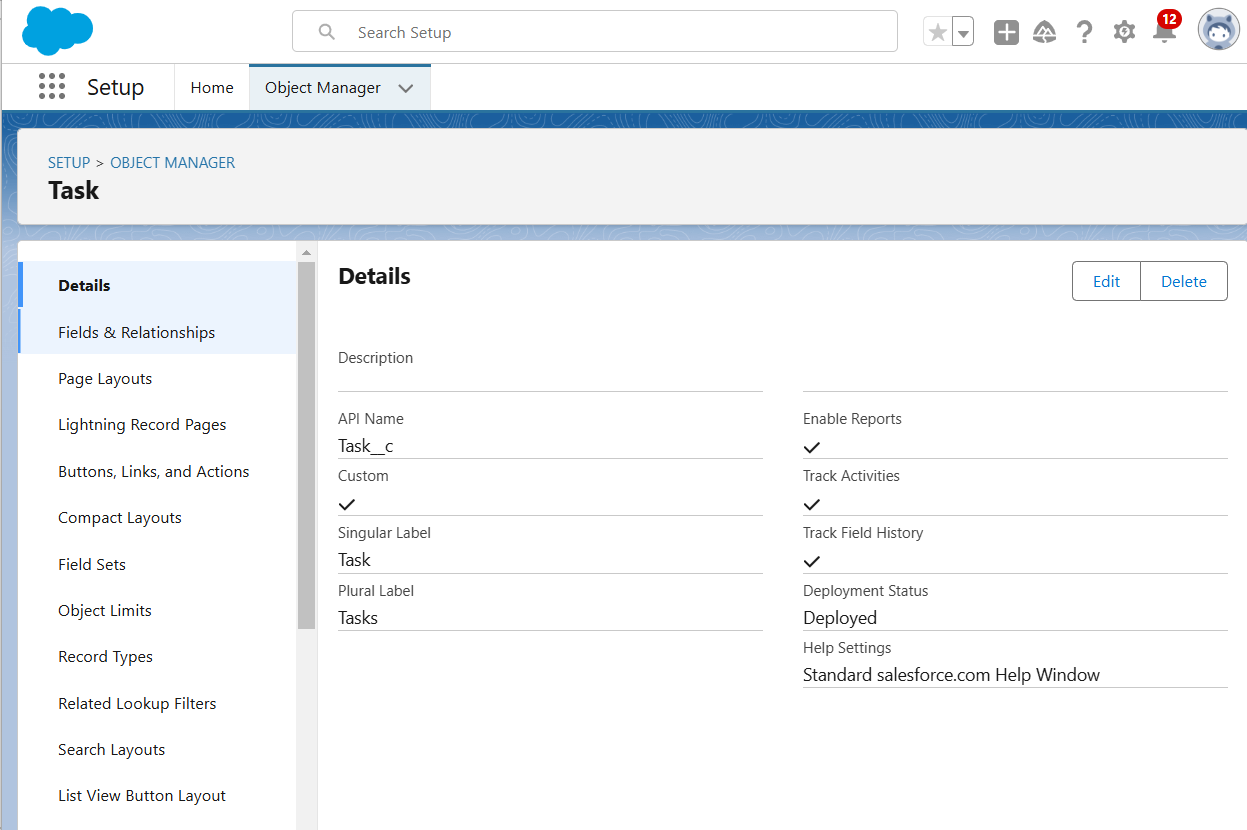 Search Setup
12
Setup
Home
Object Manager
SETUP > OBJECT MANAGER
Task
Details
Fields & Relationships
Page Layouts
Lightning Record Pages
Buttons, Links, and Actions
Compact Layouts
Field Sets
Object Limits
Record Types
Related Lookup Filters
Search Layouts
List View Button Layout
Details
Edit
Delete
Description
API Name
Task__c
Custom
Singular Label
Task
Plural Label
Tasks
Enable Reports
Track Activities
Track Field History
Deployment Status
Deployed
Help Settings
Standard salesforce.com Help Window